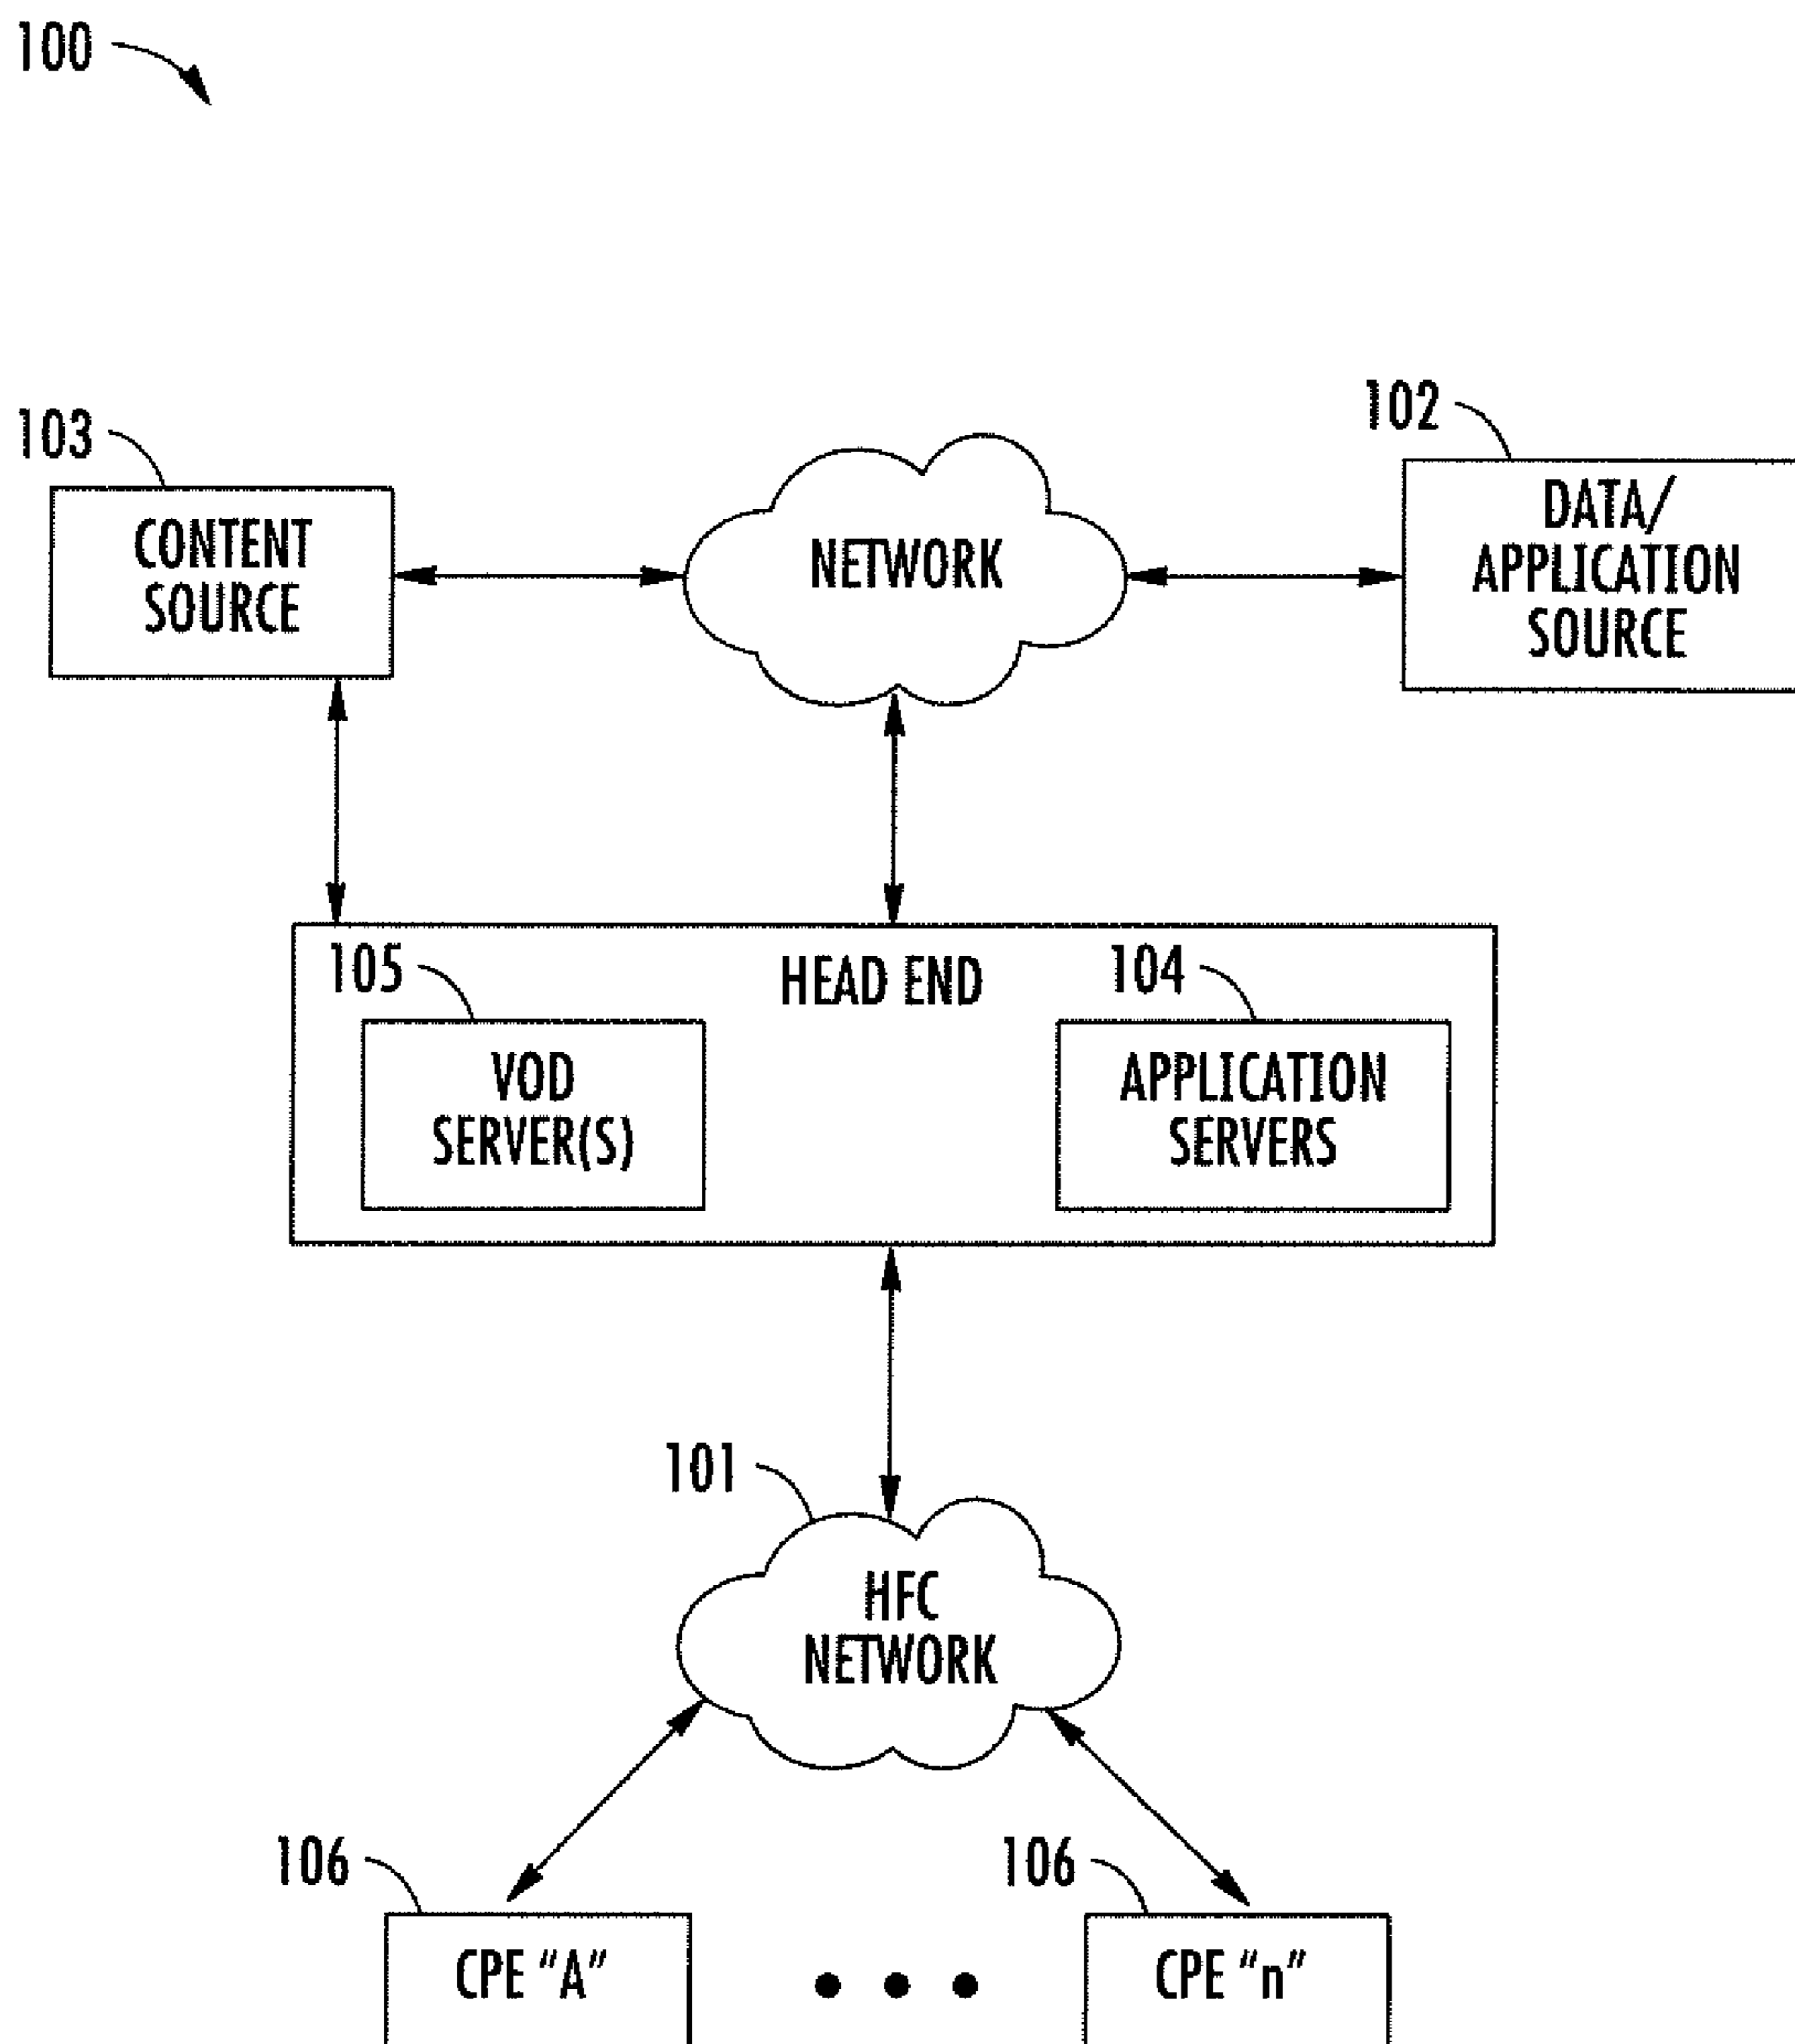 100
103
102
CONTENT
SOURCE
NETWORK
DATA/
APPLICATION
SOURCE
105
HEAD END
104
VOD
SERVER(S)
APPLICATION
SERVERS
101
HFC
NETWORK
106
106
CPE “A”
CPE “n”